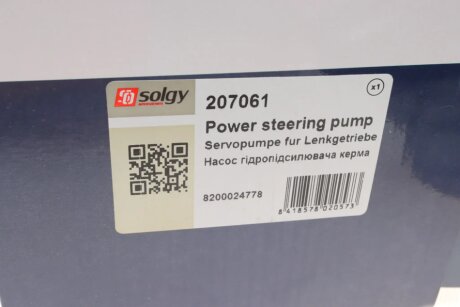 solgy
207061
x1
Power steering pump
Servopumpe fur Lenkgetriebe
Насос гідропідсилювача керма
8200024778
8418578020573